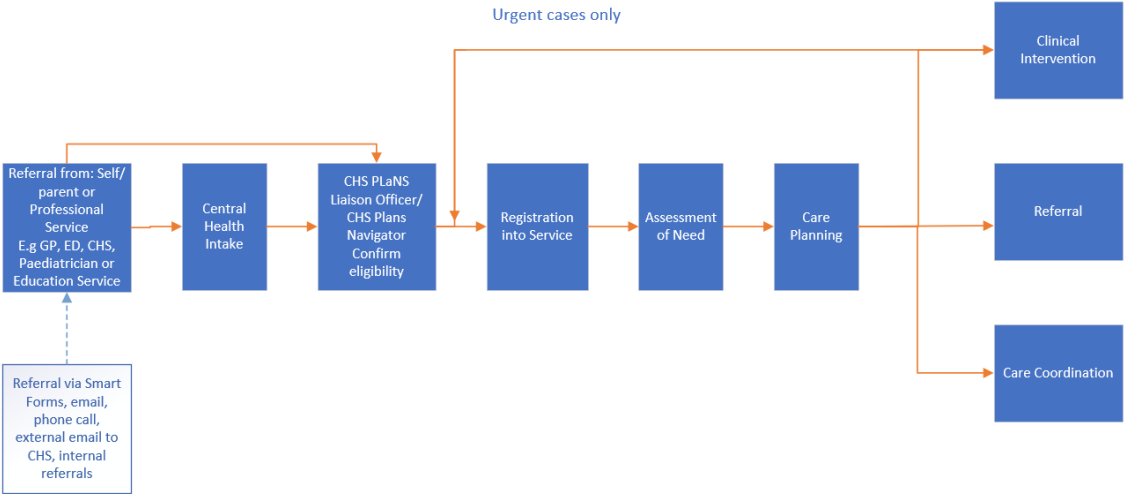 Urgent cases only
Clinical
Intervention
Referral from: Self/
parent or
Professional
Service
E.g GP, ED, CHS,
Paediatrician or
Education Service
Central
Health
Intake
CHS PLaNS
Liaison Officer/
CHS Plans
Navigator
Confirm
eligibility
Registration
into Service
Assessment
of Need
Care
Planning
Referral
Care Coordination
Referral via Smart
Forms, email,
phone call,
external email to
CHS, internal
referrals